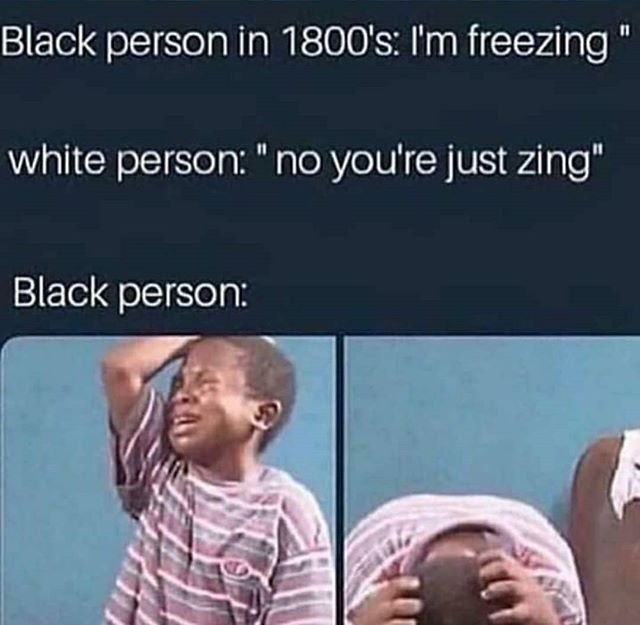 Black person in 1800's: I'm freezing "
white person: " no you're just zing"
Black person: